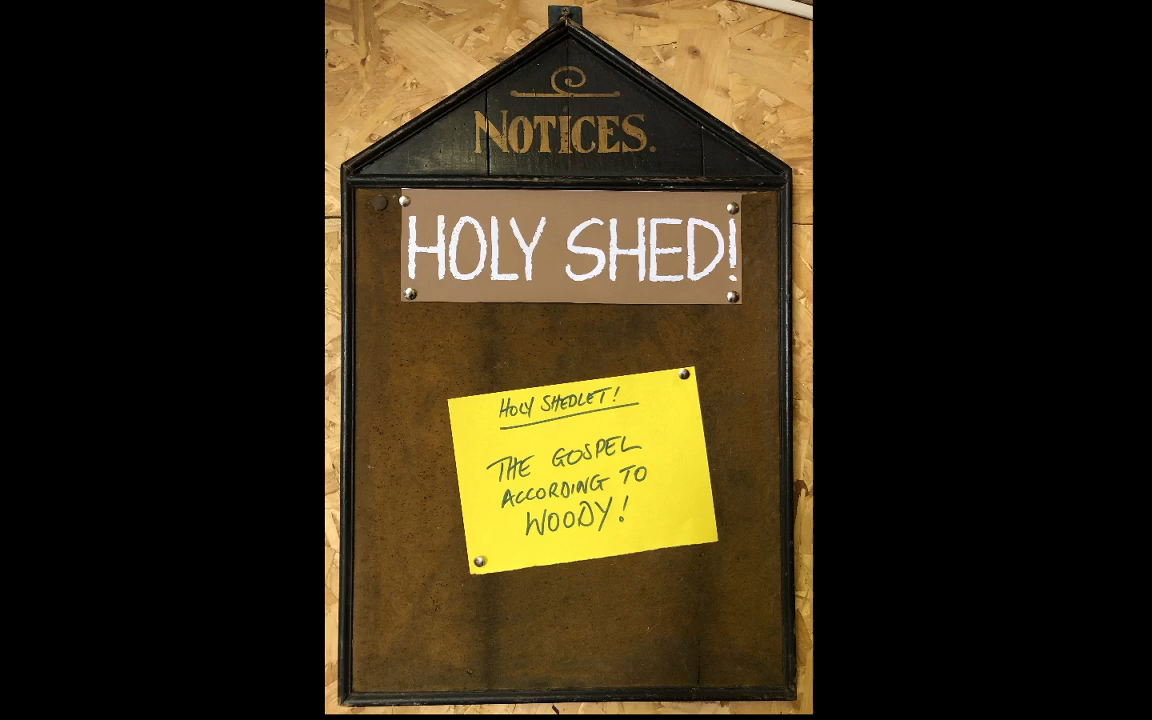 NOTICES.
HOLY SHED!
HOLY SHEDLET!
THE GOSPEL
ACCORDING TO
WOODY!